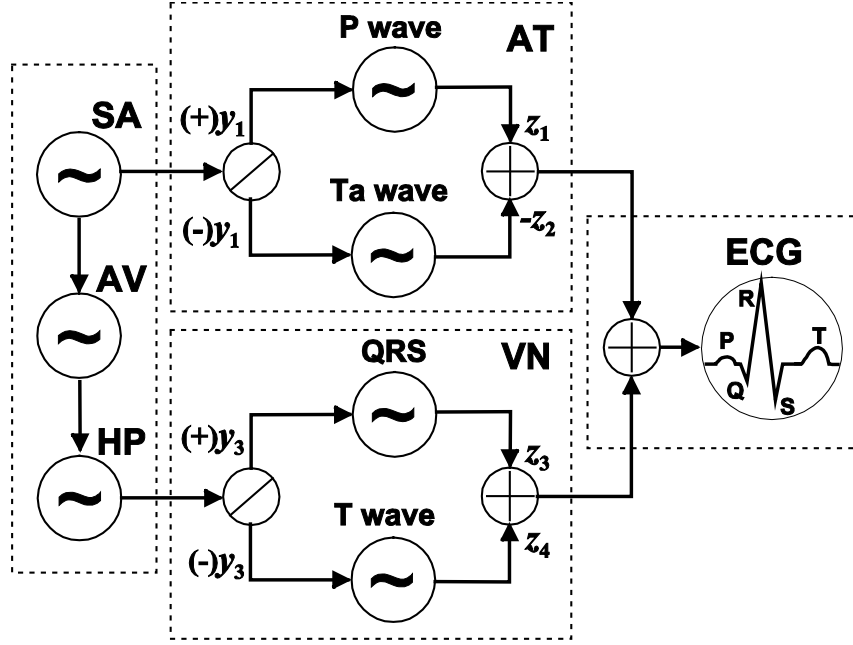 P wave
AT
SA
(+)y₁
z₁
Ta wave
(-)y₁
-z₂
AV
ECG
R
P
T
Q
S
QRS
VN
HP
(+)y₃
z₃
T wave
(-)y₃
z₄